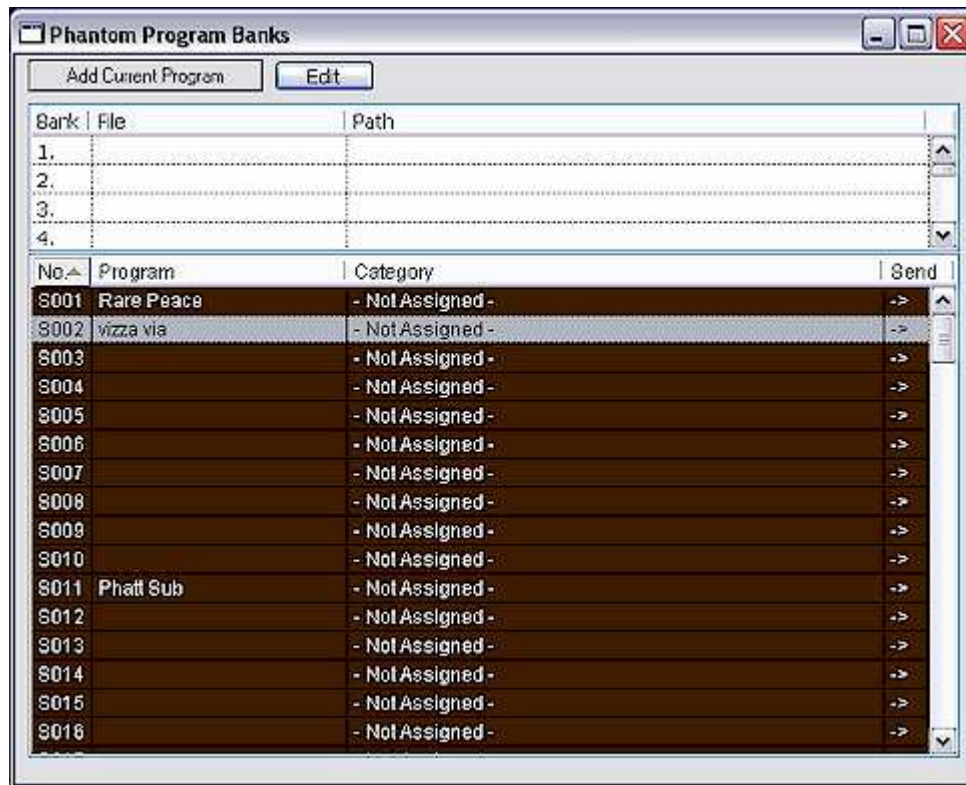 Phantom Program Banks
Add Current Program Edit
Bank File Path
1.
2.
3.
4.
No. Program Category Send
S001 Rare Peace - Not Assigned - ->
S002 vizza via - Not Assigned - ->
S003 - Not Assigned - ->
S004 - Not Assigned - ->
S005 - Not Assigned - ->
S006 - Not Assigned - ->
S007 - Not Assigned - ->
S008 - Not Assigned - ->
S009 - Not Assigned - ->
S010 - Not Assigned - ->
S011 Phatt Sub - Not Assigned - ->
S012 - Not Assigned - ->
S013 - Not Assigned - ->
S014 - Not Assigned - ->
S015 - Not Assigned - ->
S016 - Not Assigned - ->